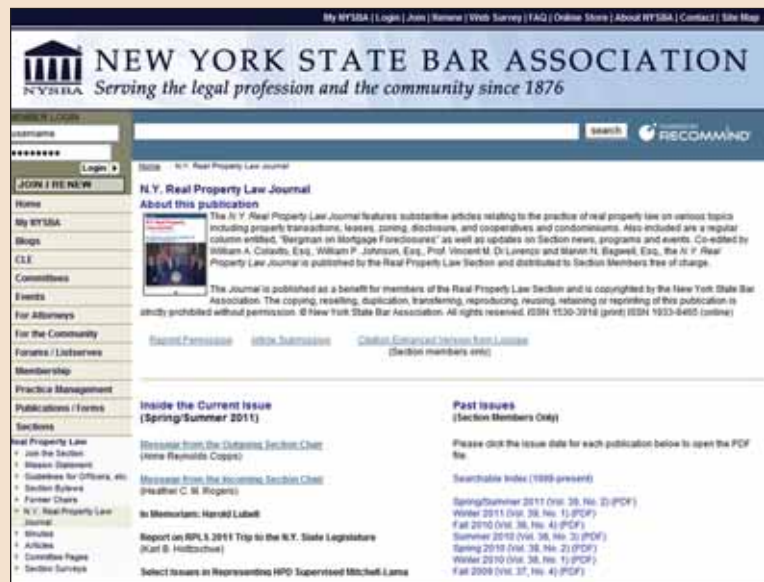 My NYSBA | Login | Join | Renew | Web Survey | FAQ | Online Store | About NYSBA | Contact | Site Map
NYSBA
NEW YORK STATE BAR ASSOCIATION
Serving the legal profession and the community since 1876
MEMBER LOGIN
username
Login
JOIN / RENEW
search
RECOMMIND
Home
My NYSBA
Blogs
CLE
Committees
Events
For Attorneys
For the Community
Forums / Listserves
Membership
Practice Management
Publications / Forms
Sections
Real Property Law
Join the Section
Mission Statement
Guidelines for Officers, etc.
Section Bylaws
Former Chairs
N.Y. Real Property Law
Journal
Minutes
Articles
Committee Pages
Section Surveys
Home N.Y. Real Property Law Journal
N.Y. Real Property Law Journal
About this publication
The N.Y. Real Property Law Journal features substantive articles relating to the practice of real property law on various topics
including property transactions, leases, zoning, disclosure, and cooperatives and condominiums. Also included are a regular
column entitled, "Bergman on Mortgage Foreclosures" as well as updates on Section news, programs and events. Co-edited by
William A. Colavito, Esq., William P. Johnson, Esq., Prof. Vincent M. Di Lorenzo and Marvin N. Bagwell, Esq., the N.Y. Real
Property Law Journal is published by the Real Property Law Section and distributed to Section Members free of charge.
The Journal is published as a benefit for members of the Real Property Law Section and is copyrighted by the New York State Bar
Association. The copying, reselling, duplication, transferring, reproducing, reusing, retaining or reprinting of this publication is
strictly prohibited without permission. © New York State Bar Association. All rights reserved. ISSN 1530-3918 (print) ISSN 1933-8465 (online)
Reprint Permission Article Submission Citation Enhanced Version from Loislaw
(Section members only)
Inside the Current Issue
(Spring/Summer 2011)
Message from the Outgoing Section Chair
(Anne Reynolds Copps)
Message from the Incoming Section Chair
(Heather C. M. Rogers)
In Memoriam: Harold Lubell
Report on RPLS 2011 Trip to the N.Y. State Legislature
(Karl B. Holtzschue)
Select Issues in Representing HPD Supervised Mitchell-Lama
Past Issues
(Section Members Only)
Please click the issue date for each publication below to open the PDF
file.
Searchable Index (1998-present)
Spring/Summer 2011 (Vol. 39, No. 2) (PDF)
Winter 2011 (Vol. 39, No. 1) (PDF)
Fall 2010 (Vol. 38, No. 4) (PDF)
Summer 2010 (Vol. 38, No. 3) (PDF)
Spring 2010 (Vol. 38, No. 2) (PDF)
Winter 2010 (Vol. 38, No. 1) (PDF)
Fall 2009 (Vol. 37, No. 4) (PDF)